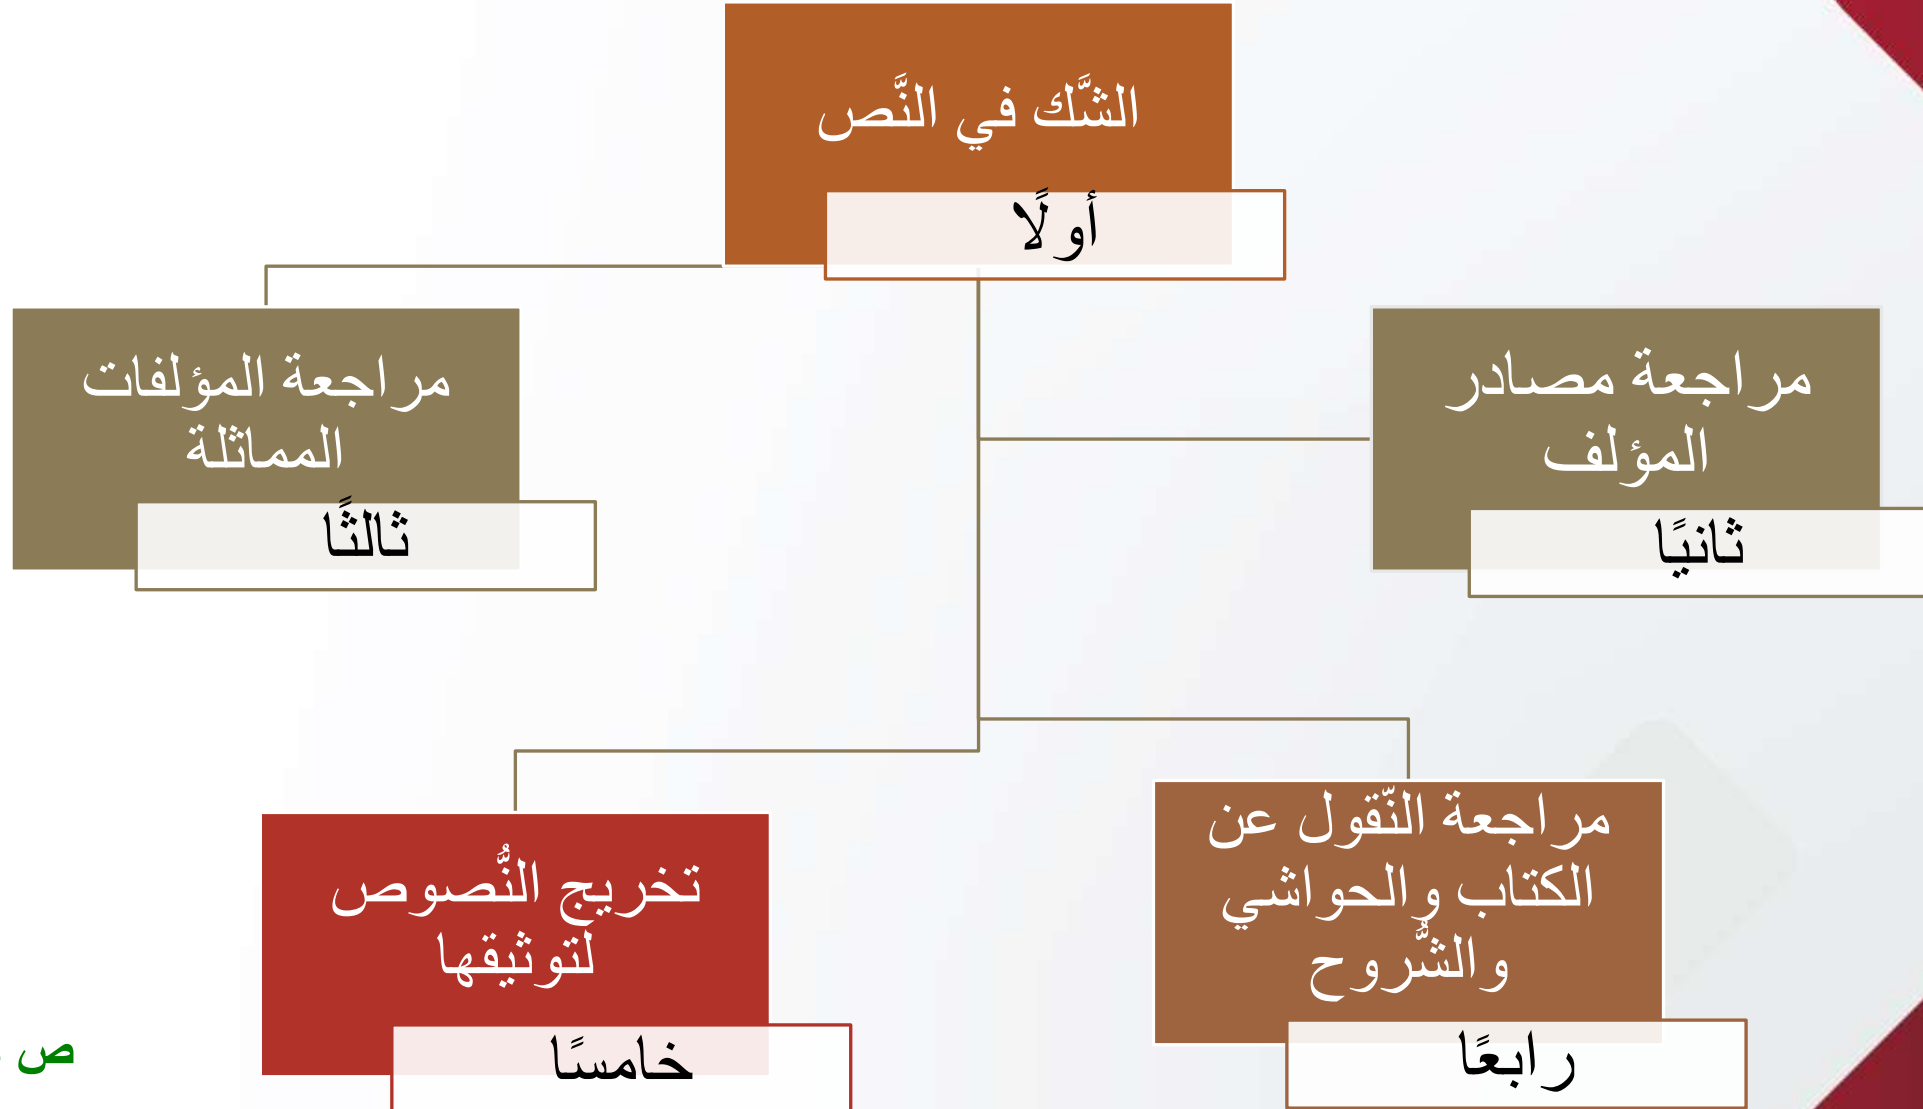 الشَّك في النَّص
أولًا
مراجعة مصادر
المؤلف
ثانيًا
مراجعة المؤلفات
المماثلة
ثالثًا
مراجعة النّقول عن
الكتاب والحواشي
والشُّروح
رابعًا
تخريج النُّصوص
لتوثيقها
خامسًا
ص